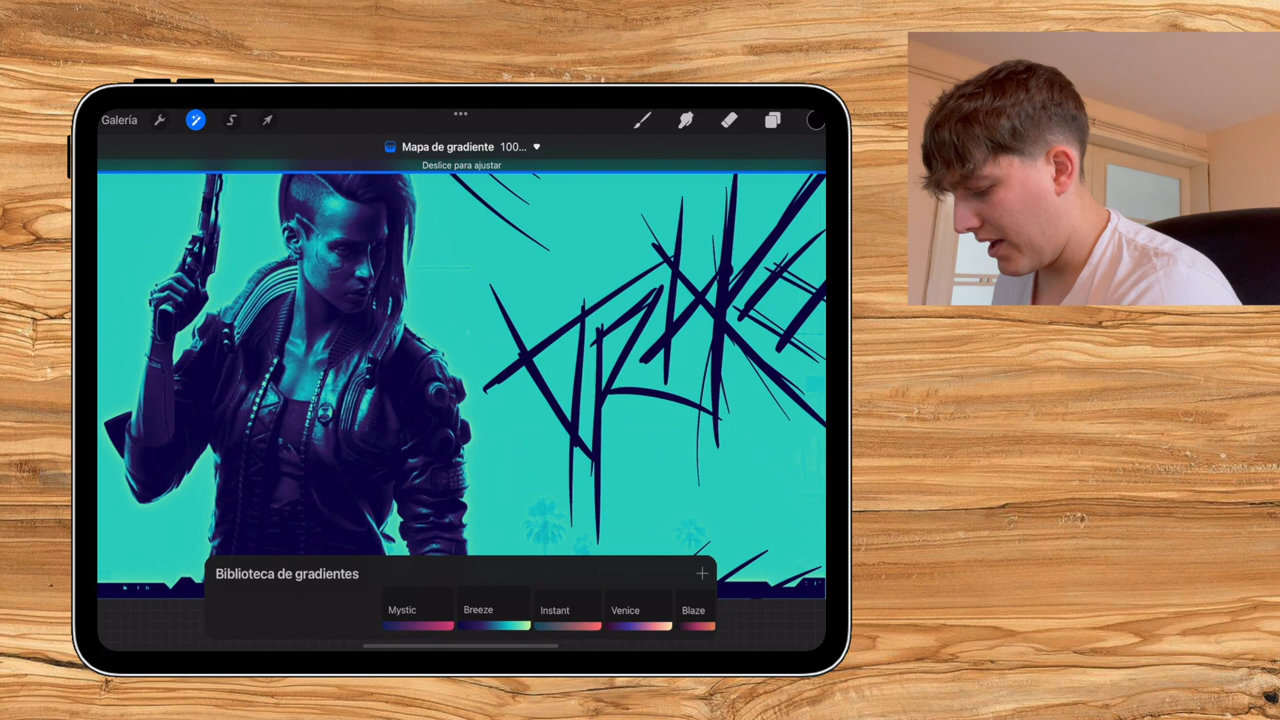 Galería
Mapa de gradiente 100...
Deslice para ajustar
Biblioteca de gradientes
Mystic
Breeze
Instant
Venice
Blaze